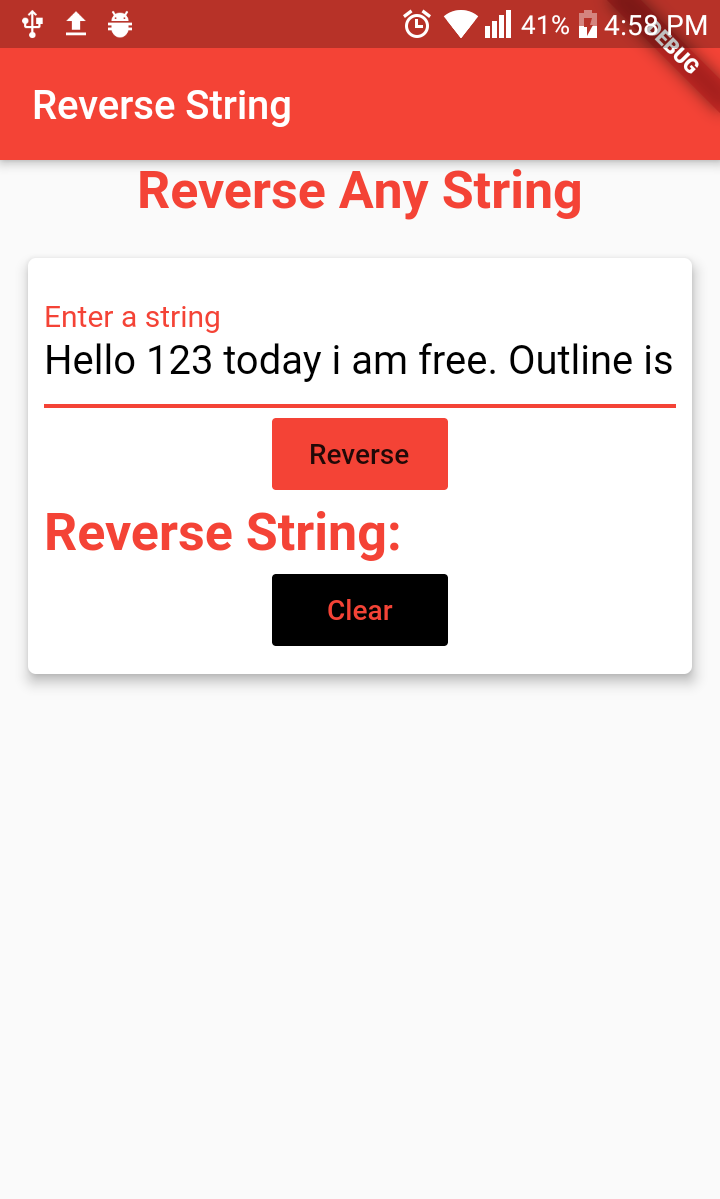 41% 4:58 PM
DEBUG
Reverse String
Reverse Any String
Enter a string
Hello 123 today i am free. Outline is
Reverse
Reverse String:
Clear